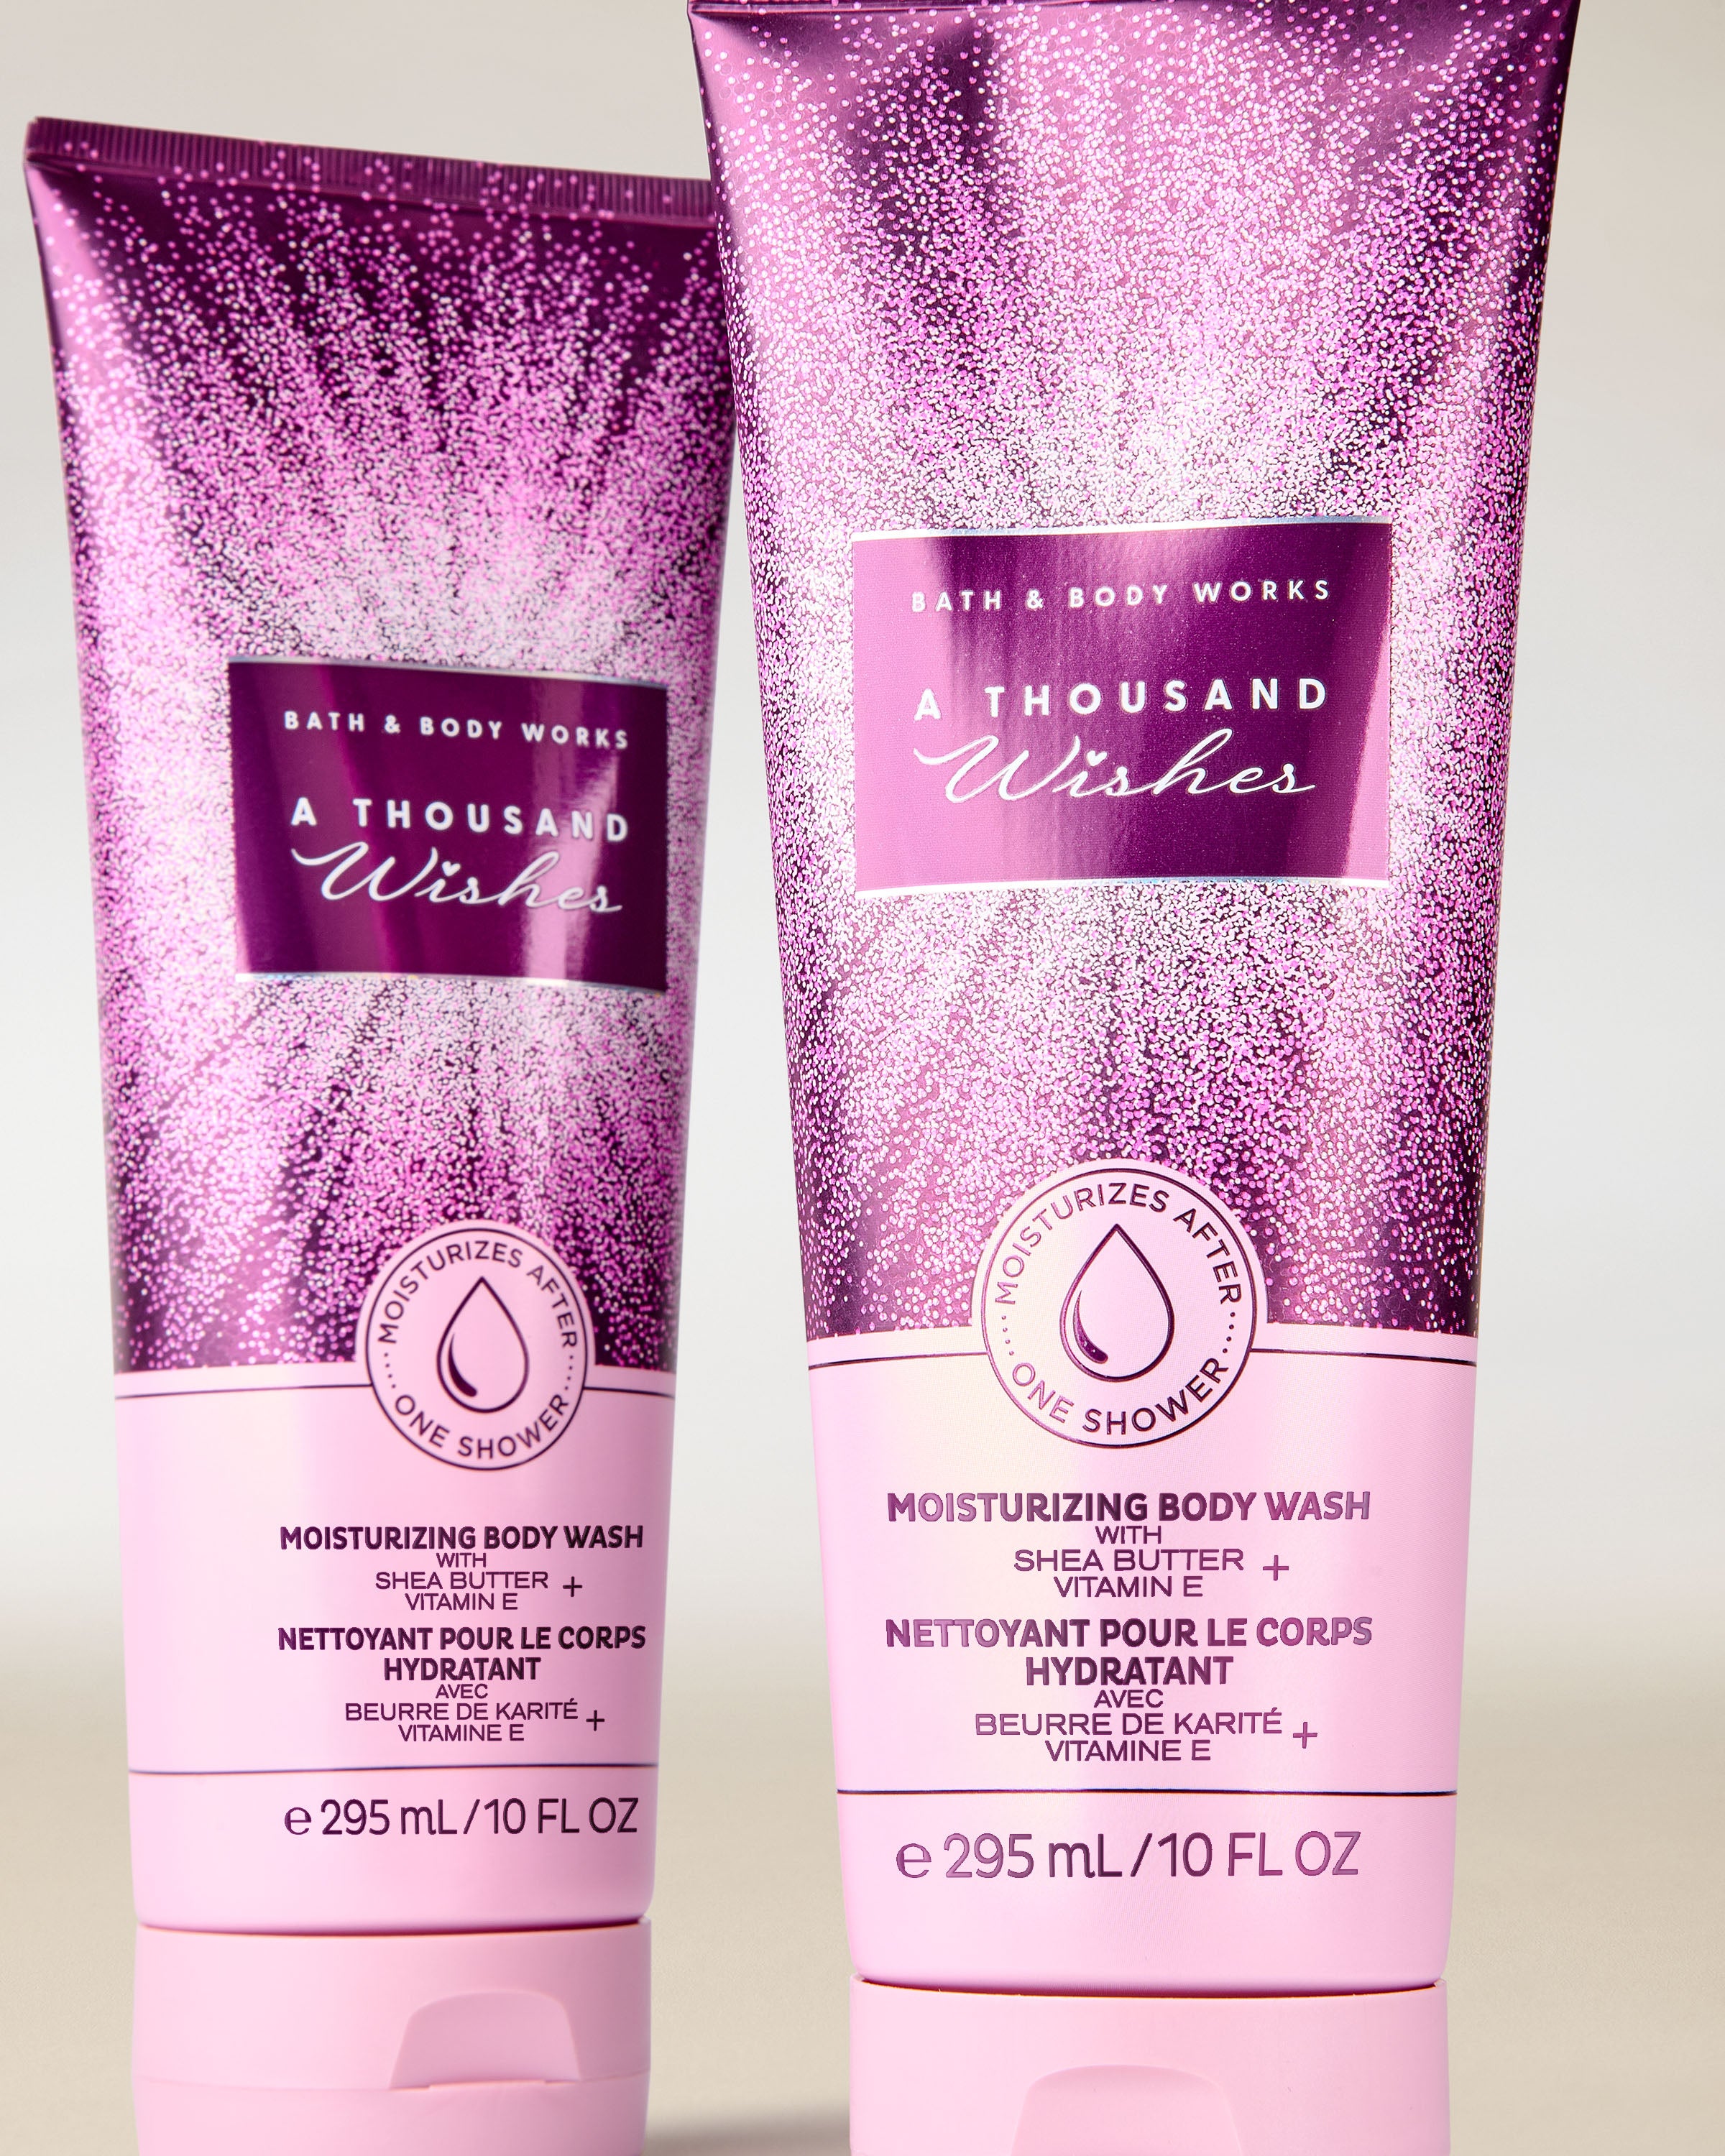 BATH & BODY WORKS
A THOUSAND
Wishes
MOISTURIZES AFTER
ONE SHOWER
MOISTURIZING BODY WASH
WITH
SHEA BUTTER +
VITAMIN E
NETTOYANT POUR LE CORPS
HYDRATANT
AVEC
BEURRE DE KARITÉ +
VITAMINE E
℮ 295 mL/10 FL OZ
BATH & BODY WORKS
A THOUSAND
Wishes
MOISTURIZES AFTER
ONE SHOWER
MOISTURIZING BODY WASH
WITH
SHEA BUTTER +
VITAMIN E
NETTOYANT POUR LE CORPS
HYDRATANT
AVEC
BEURRE DE KARITÉ +
VITAMINE E
℮ 295 mL/10 FL OZ